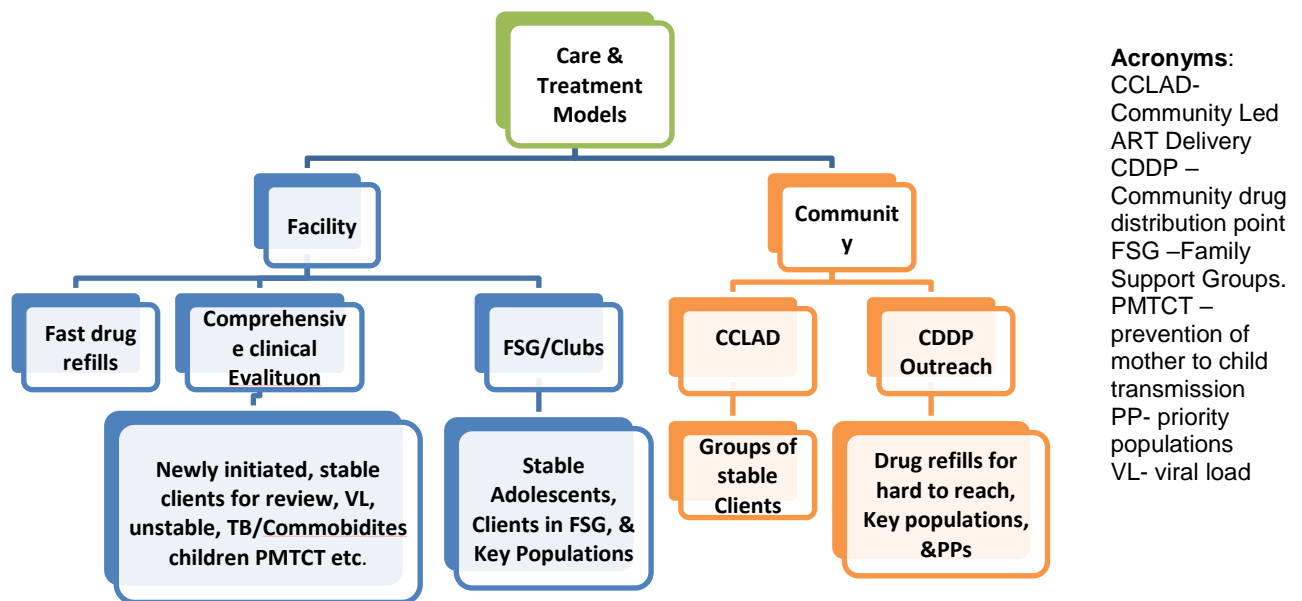 Care &
Treatment
Models
Facility
Communit
y
Fast drug
refills
Comprehensiv
e clinical
Evalituon
FSG/Clubs
CCLAD
CDDP
Outreach
Newly initiated, stable
clients for review, VL,
unstable, TB/Commobidites
children PMTCT etc.
Stable
Adolescents,
Clients in FSG, &
Key Populations
Groups of
stable
Clients
Drug refills for
hard to reach,
Key populations,
&PPs
Acronyms:
CCLAD-
Community Led
ART Delivery
CDDP –
Community drug
distribution point
FSG –Family
Support Groups.
PMTCT –
prevention of
mother to child
transmission
PP- priority
populations
VL- viral load